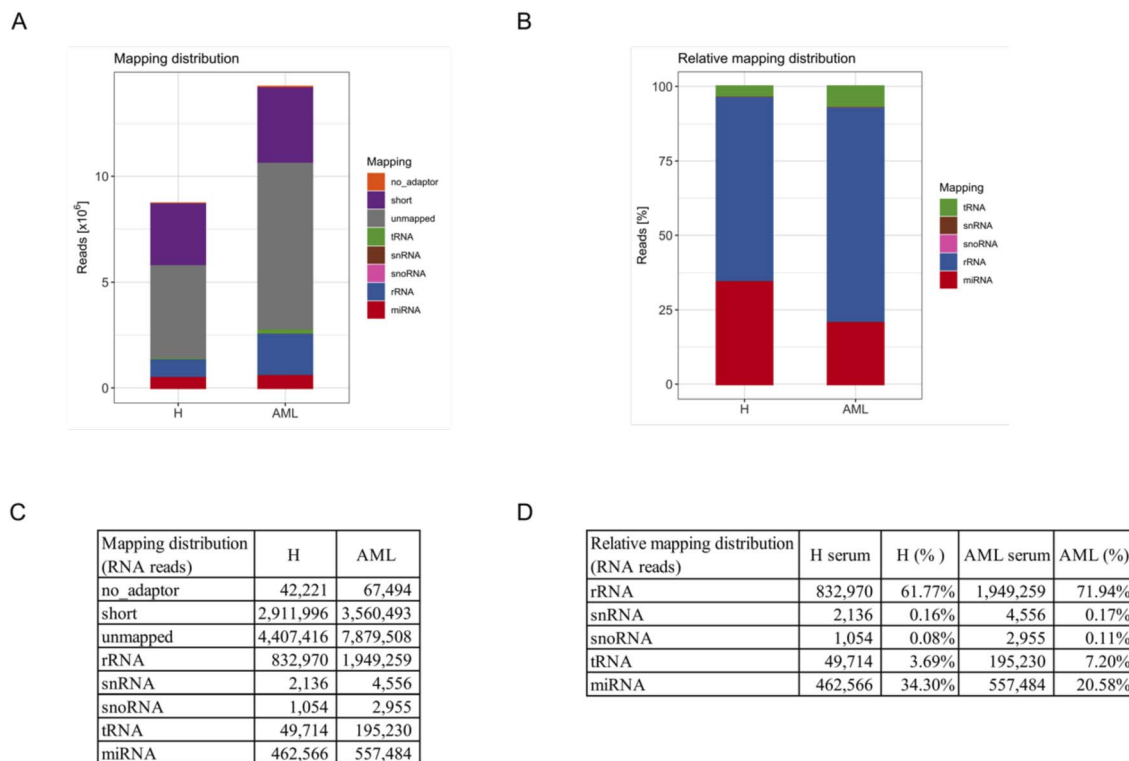 A
Mapping distribution
Reads [x10⁶]
10
5
0
H AML
Mapping
no_adaptor
short
unmapped
tRNA
snRNA
snoRNA
rRNA
miRNA
B
Relative mapping distribution
Reads [%]
100
75
50
25
0
H AML
Mapping
tRNA
snRNA
snoRNA
rRNA
miRNA
C
Mapping distribution
(RNA reads) H AML
no_adaptor 42,221 67,494
short 2,911,996 3,560,493
unmapped 4,407,416 7,879,508
rRNA 832,970 1,949,259
snRNA 2,136 4,556
snoRNA 1,054 2,955
tRNA 49,714 195,230
miRNA 462,566 557,484
D
Relative mapping distribution
(RNA reads) H serum H (% ) AML serum AML (%)
rRNA 832,970 61.77% 1,949,259 71.94%
snRNA 2,136 0.16% 4,556 0.17%
snoRNA 1,054 0.08% 2,955 0.11%
tRNA 49,714 3.69% 195,230 7.20%
miRNA 462,566 34.30% 557,484 20.58%